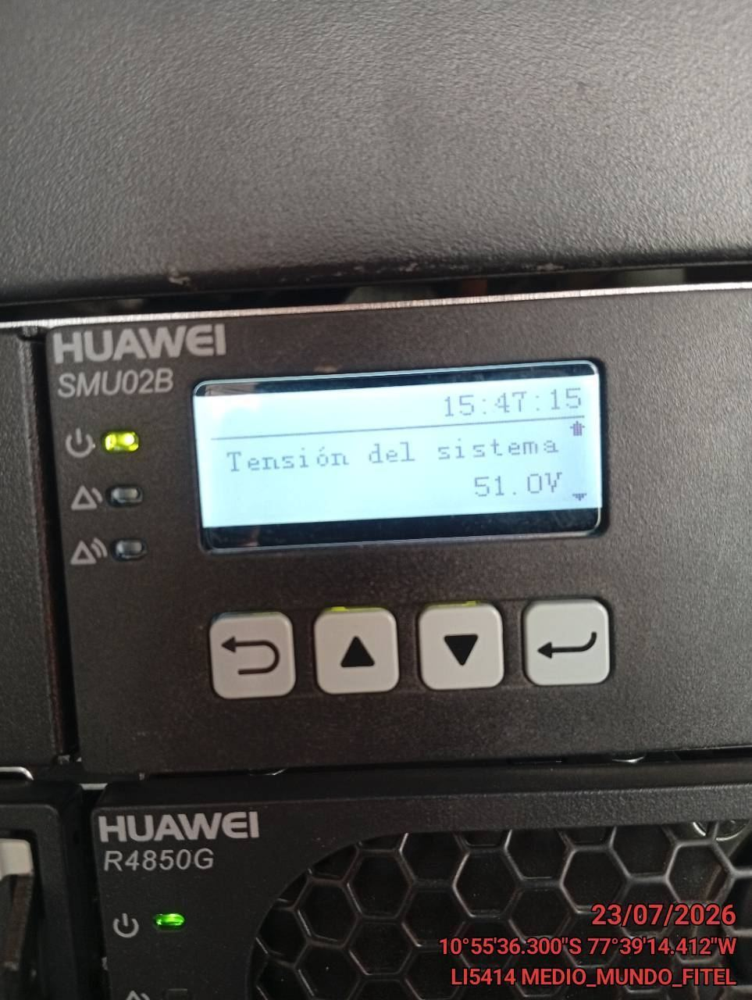 HUAWEI
SMU02B
15:47:15
Tensión del sistema
51.0V
HUAWEI
R4850G
23/07/2026
10°55'36.300"S 77°39'14.412"W
LI5414 MEDIO_MUNDO_FITEL